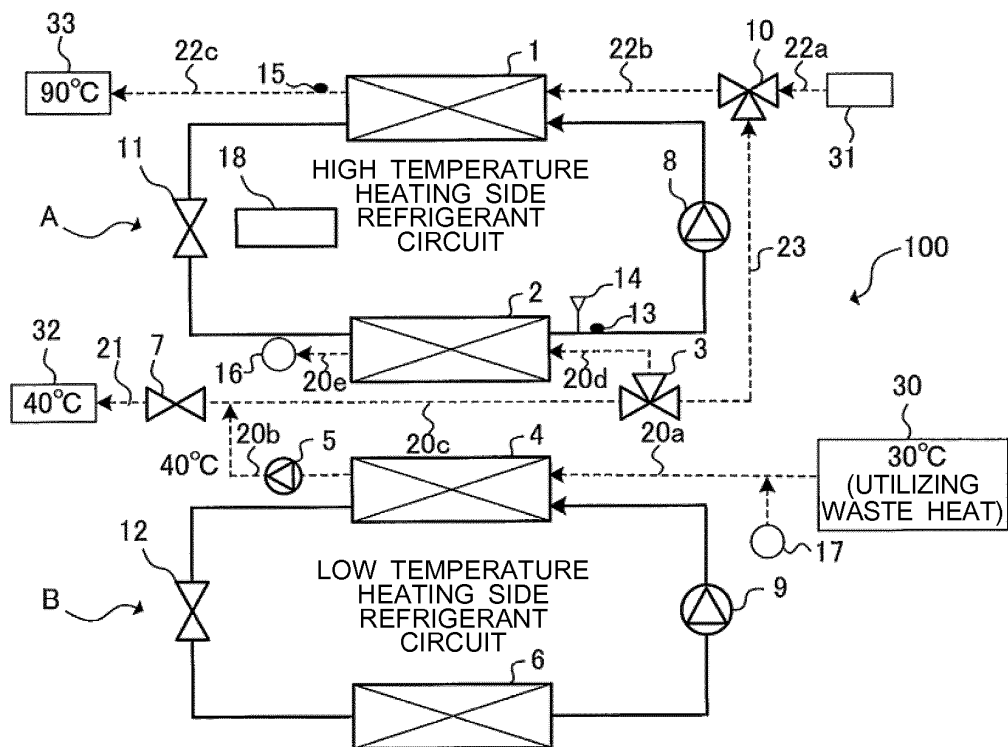 33
22c
15
1
22b
10
22a
90℃
31
11
18
HIGH TEMPERATURE
HEATING SIDE
REFRIGERANT
CIRCUIT
8
A
23
100
14
2
13
32
21
7
16
20e
20d
3
40℃
20c
20a
30
20b
5
4
40℃
30℃
(UTILIZING
WASTE HEAT)
17
12
LOW TEMPERATURE
HEATING SIDE
REFRIGERANT
CIRCUIT
B
9
6